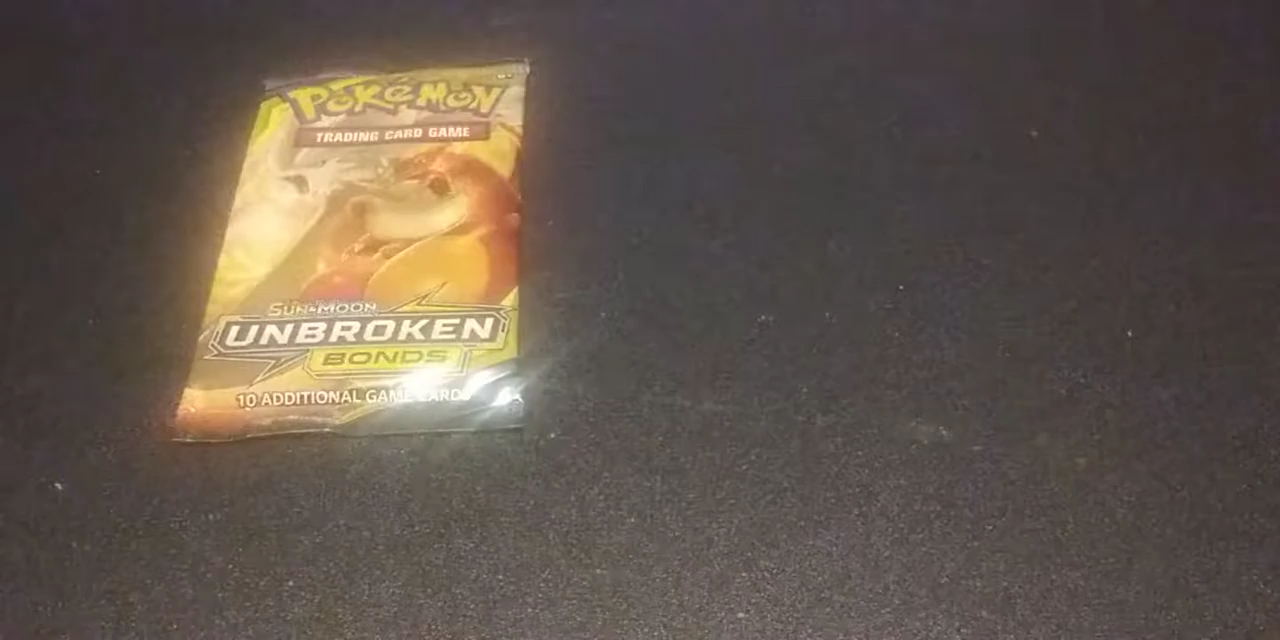 POKéMON
TRADING CARD GAME
SUN & MOON
UNBROKEN
BONDS
10 ADDITIONAL GAME CARDS